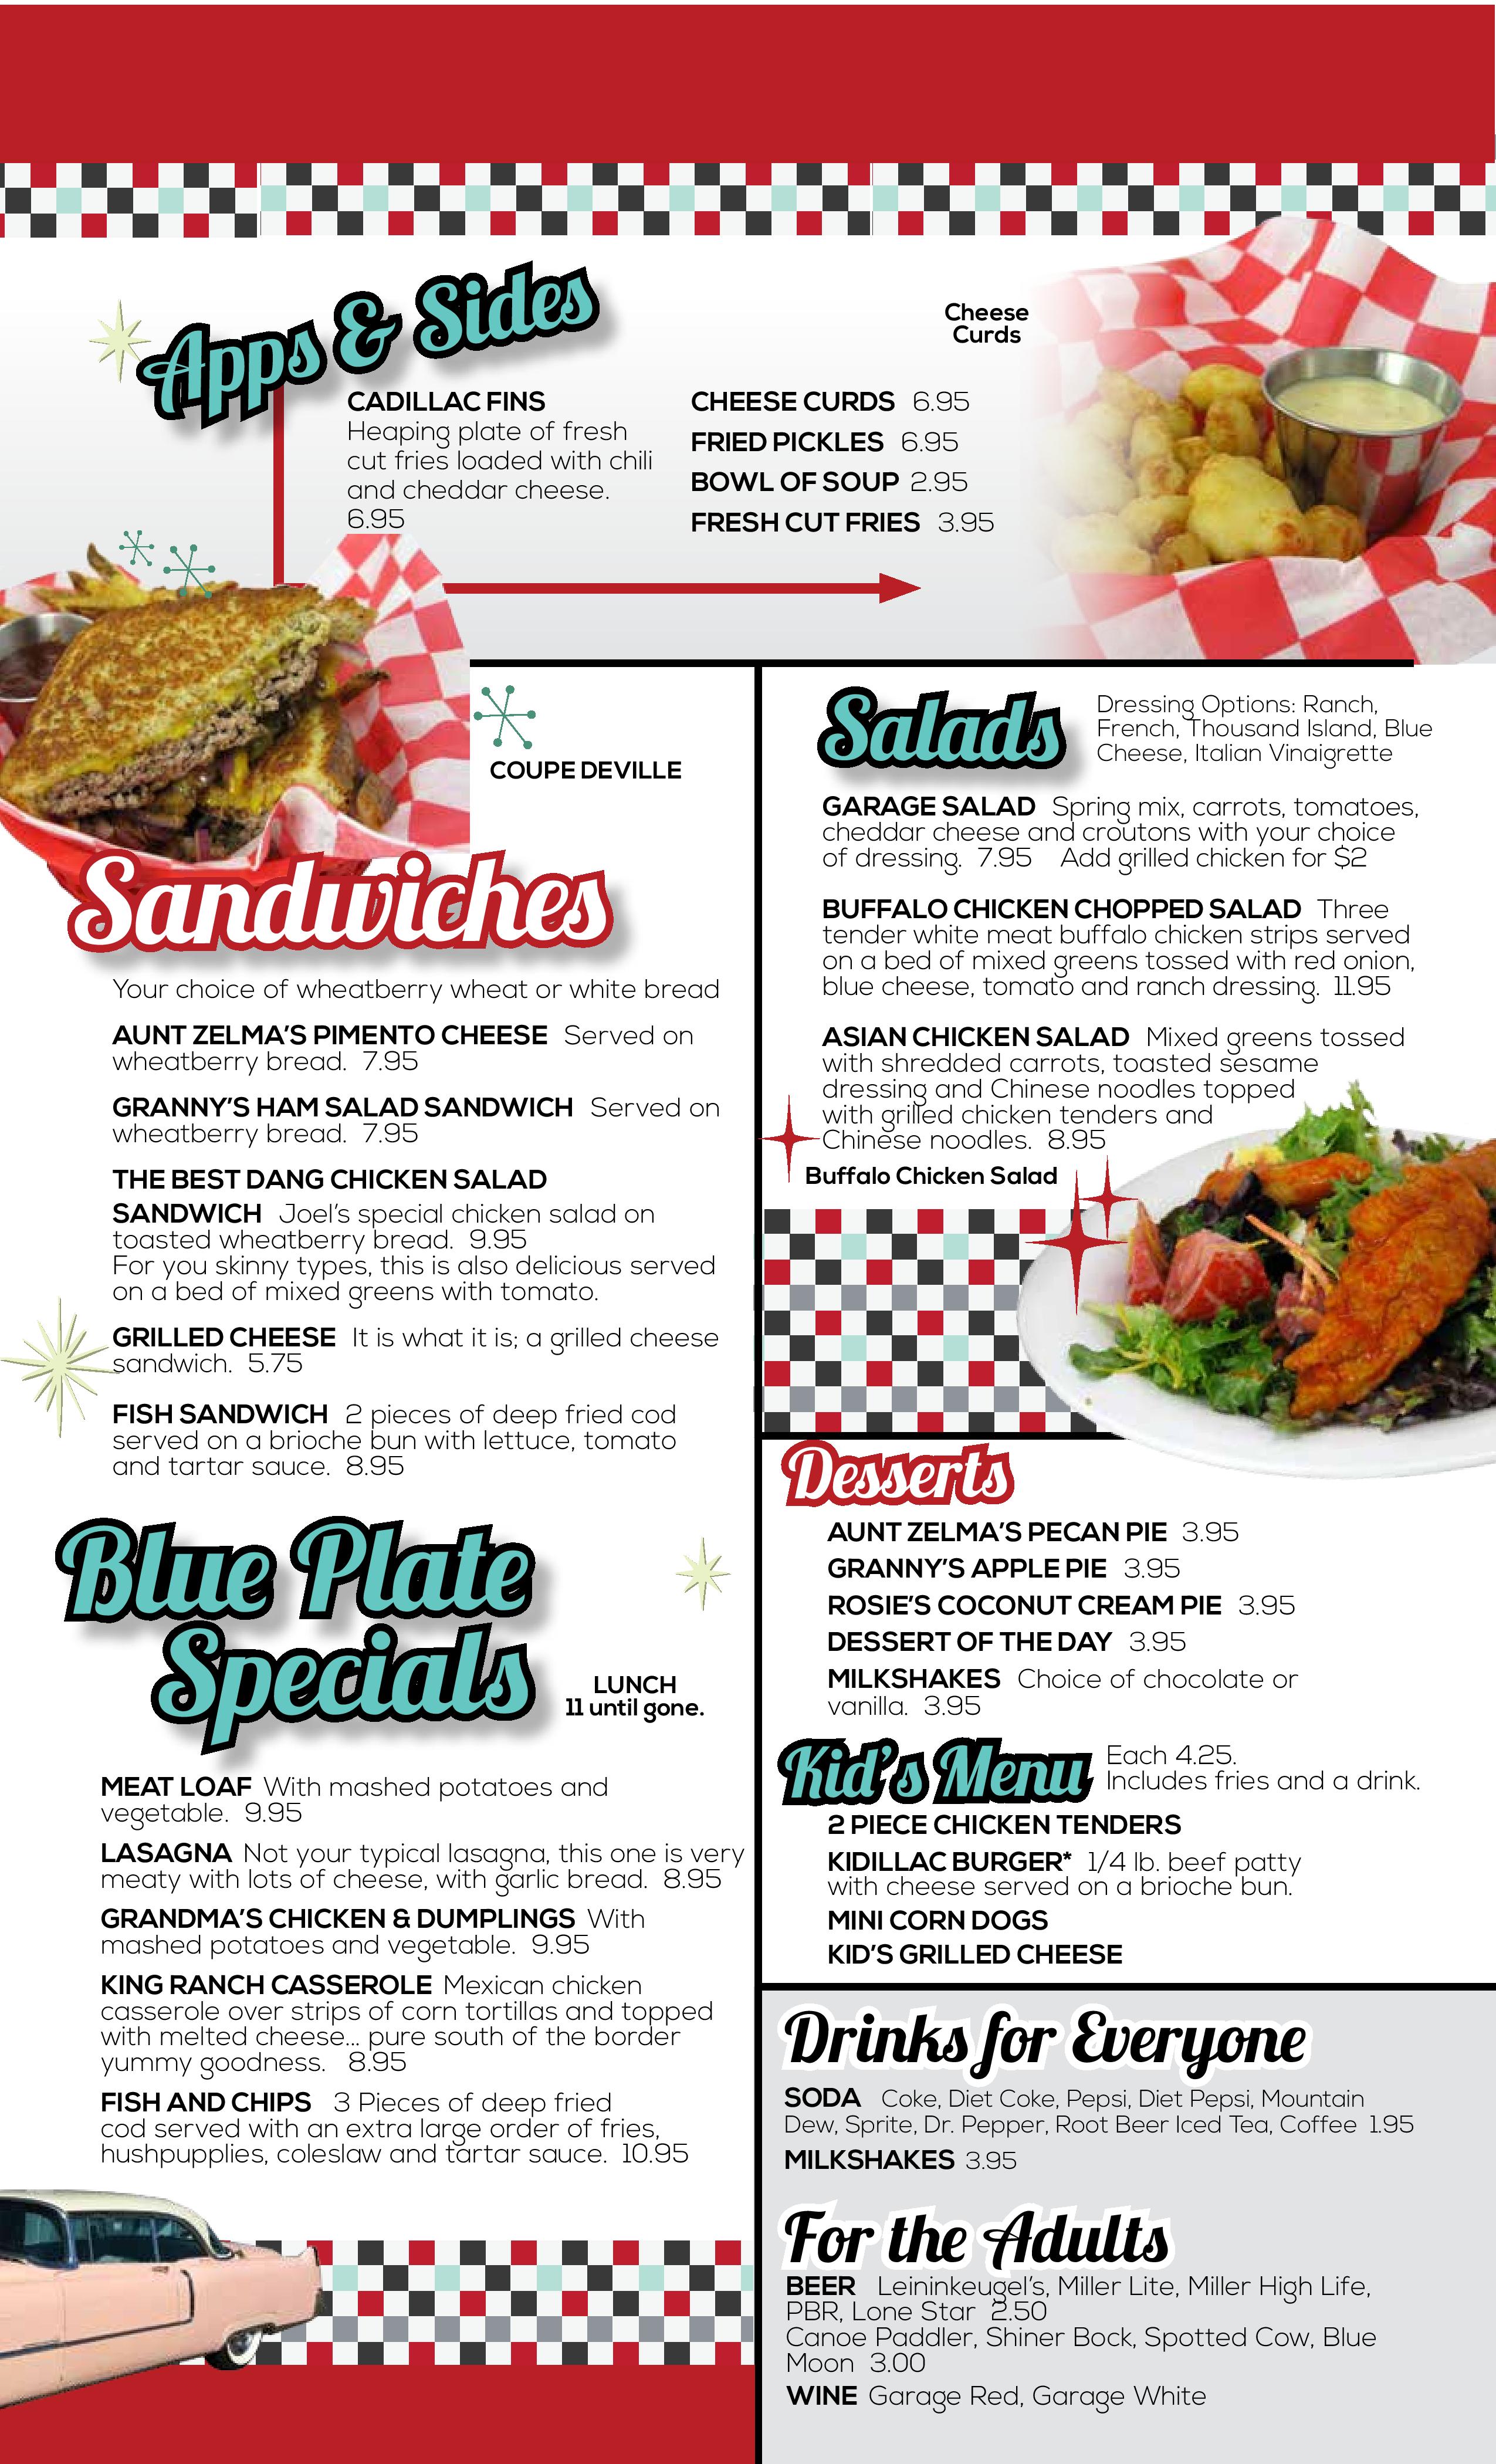 Apps & Sides
Cheese
Curds
CADILLAC FINS
Heaping plate of fresh
cut fries loaded with chili
and cheddar cheese.
6.95
CHEESE CURDS 6.95
FRIED PICKLES 6.95
BOWL OF SOUP 2.95
FRESH CUT FRIES 3.95
COUPE DEVILLE
Sandwiches
Your choice of wheatberry wheat or white bread
AUNT ZELMA'S PIMENTO CHEESE Served on
wheatberry bread. 7.95
GRANNY'S HAM SALAD SANDWICH Served on
wheatberry bread. 7.95
THE BEST DANG CHICKEN SALAD
SANDWICH Joel's special chicken salad on
toasted wheatberry bread. 9.95
For you skinny types, this is also delicious served
on a bed of mixed greens with tomato.
GRILLED CHEESE It is what it is; a grilled cheese
sandwich. 5.75
FISH SANDWICH 2 pieces of deep fried cod
served on a brioche bun with lettuce, tomato
and tartar sauce. 8.95
Blue Plate
Specials
LUNCH
11 until gone.
MEAT LOAF With mashed potatoes and
vegetable. 9.95
LASAGNA Not your typical lasagna, this one is very
meaty with lots of cheese, with garlic bread. 8.95
GRANDMA'S CHICKEN & DUMPLINGS With
mashed potatoes and vegetable. 9.95
KING RANCH CASSEROLE Mexican chicken
casserole over strips of corn tortillas and topped
with melted cheese... pure south of the border
yummy goodness. 8.95
FISH AND CHIPS 3 Pieces of deep fried
cod served with an extra large order of fries,
hushpupplies, coleslaw and tartar sauce. 10.95
Salads
Dressing Options: Ranch,
French, Thousand Island, Blue
Cheese, Italian Vinaigrette
GARAGE SALAD Spring mix, carrots, tomatoes,
cheddar cheese and croutons with your choice
of dressing. 7.95 Add grilled chicken for $2
BUFFALO CHICKEN CHOPPED SALAD Three
tender white meat buffalo chicken strips served
on a bed of mixed greens tossed with red onion,
blue cheese, tomato and ranch dressing. 11.95
ASIAN CHICKEN SALAD Mixed greens tossed
with shredded carrots, toasted sesame
dressing and Chinese noodles topped
with grilled chicken tenders and
Chinese noodles. 8.95
Buffalo Chicken Salad
Desserts
AUNT ZELMA'S PECAN PIE 3.95
GRANNY'S APPLE PIE 3.95
ROSIE'S COCONUT CREAM PIE 3.95
DESSERT OF THE DAY 3.95
MILKSHAKES Choice of chocolate or
vanilla. 3.95
Kid's Menu
Each 4.25.
Includes fries and a drink.
2 PIECE CHICKEN TENDERS
KIDILLAC BURGER* 1/4 lb. beef patty
with cheese served on a brioche bun.
MINI CORN DOGS
KID'S GRILLED CHEESE
Drinks for Everyone
SODA Coke, Diet Coke, Pepsi, Diet Pepsi, Mountain
Dew, Sprite, Dr. Pepper, Root Beer Iced Tea, Coffee 1.95
MILKSHAKES 3.95
For the Adults
BEER Leininkeugel's, Miller Lite, Miller High Life,
PBR, Lone Star 2.50
Canoe Paddler, Shiner Bock, Spotted Cow, Blue
Moon 3.00
WINE Garage Red, Garage White